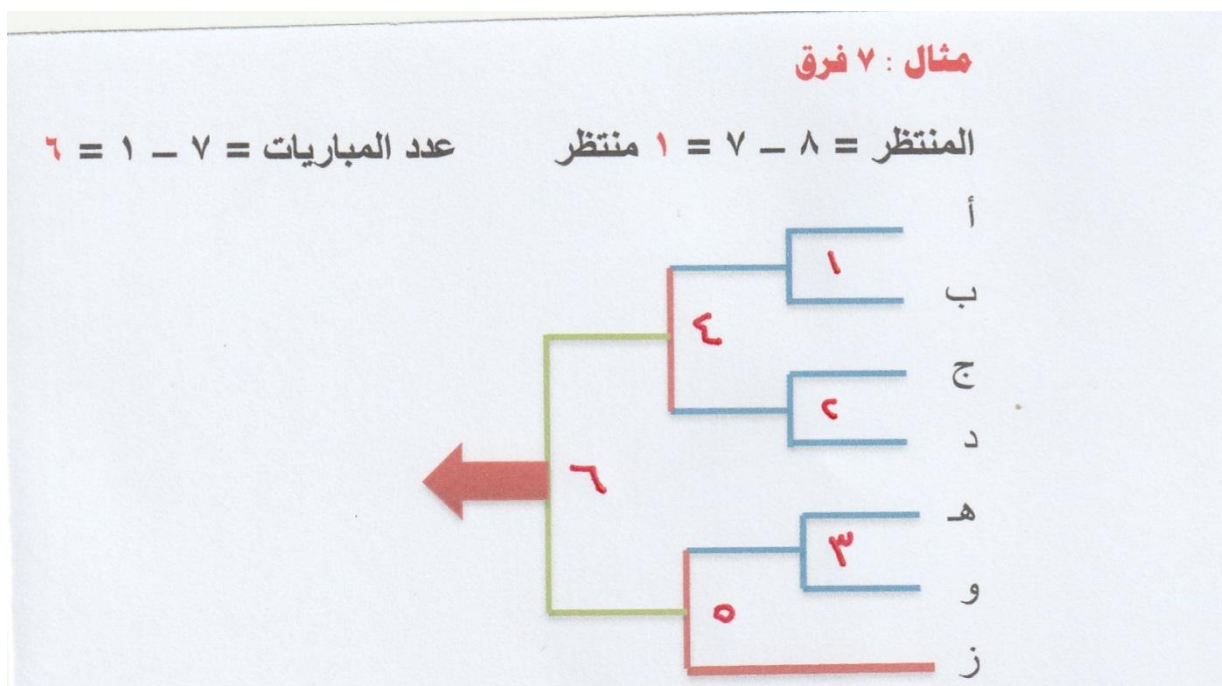 مثال : ٧ فرق
المنتظر = ٨ – ٧ = ١ منتظر عدد المباريات = ٧ – ١ = ٦
أ
١
ب
٤
ج
٢
د
٦
هـ
٣
و
٥
ز